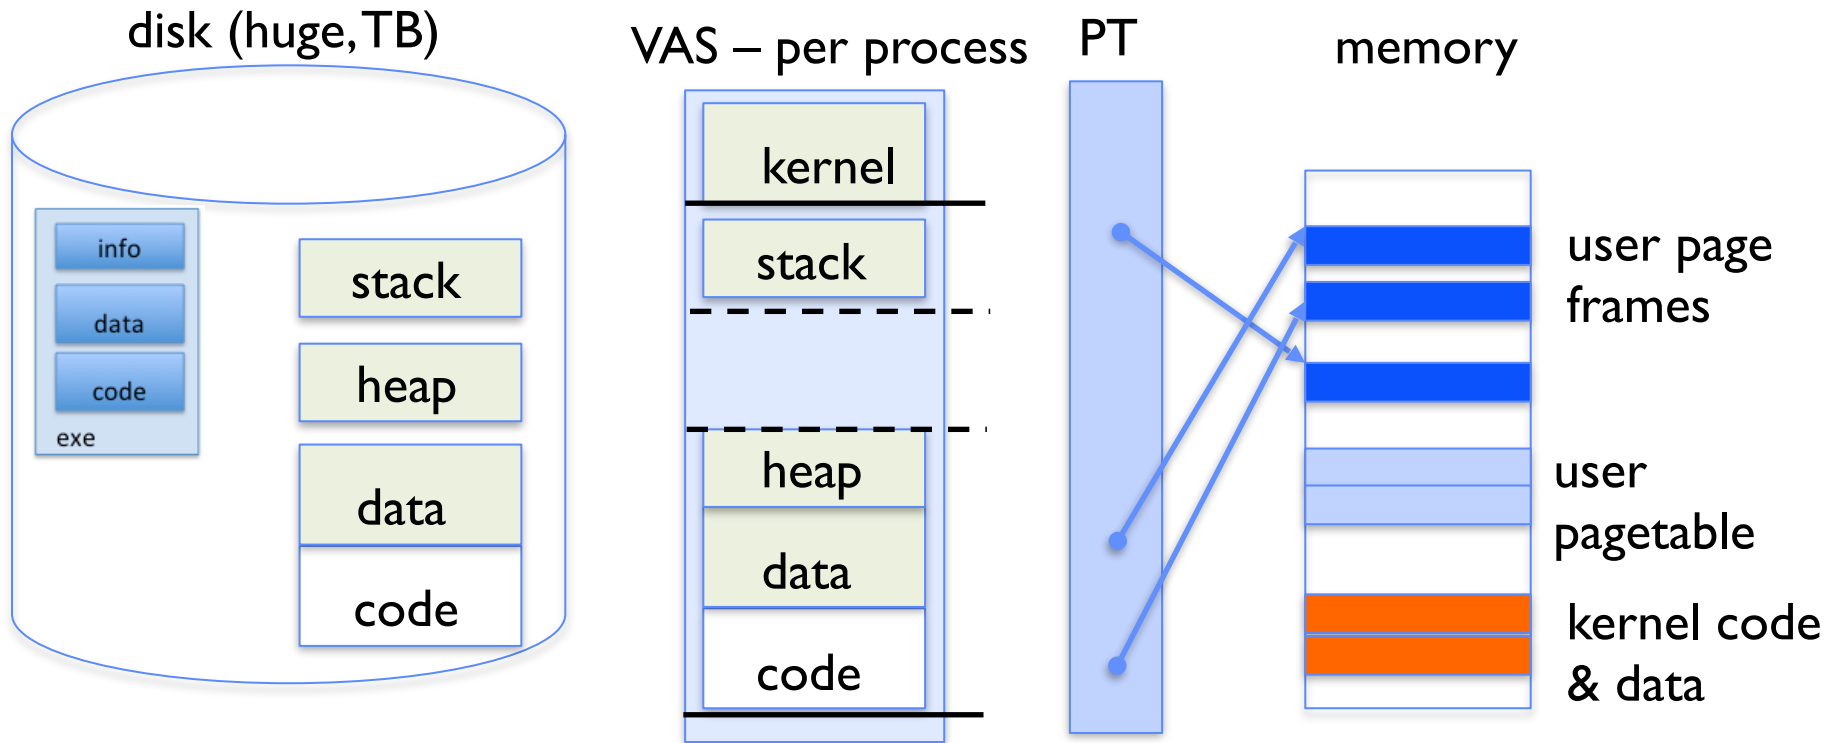 disk (huge, TB)
VAS – per process
PT
memory
info
data
code
exe
stack
heap
data
code
kernel
stack
heap
data
code
user page
frames
user
pagetable
kernel code
& data